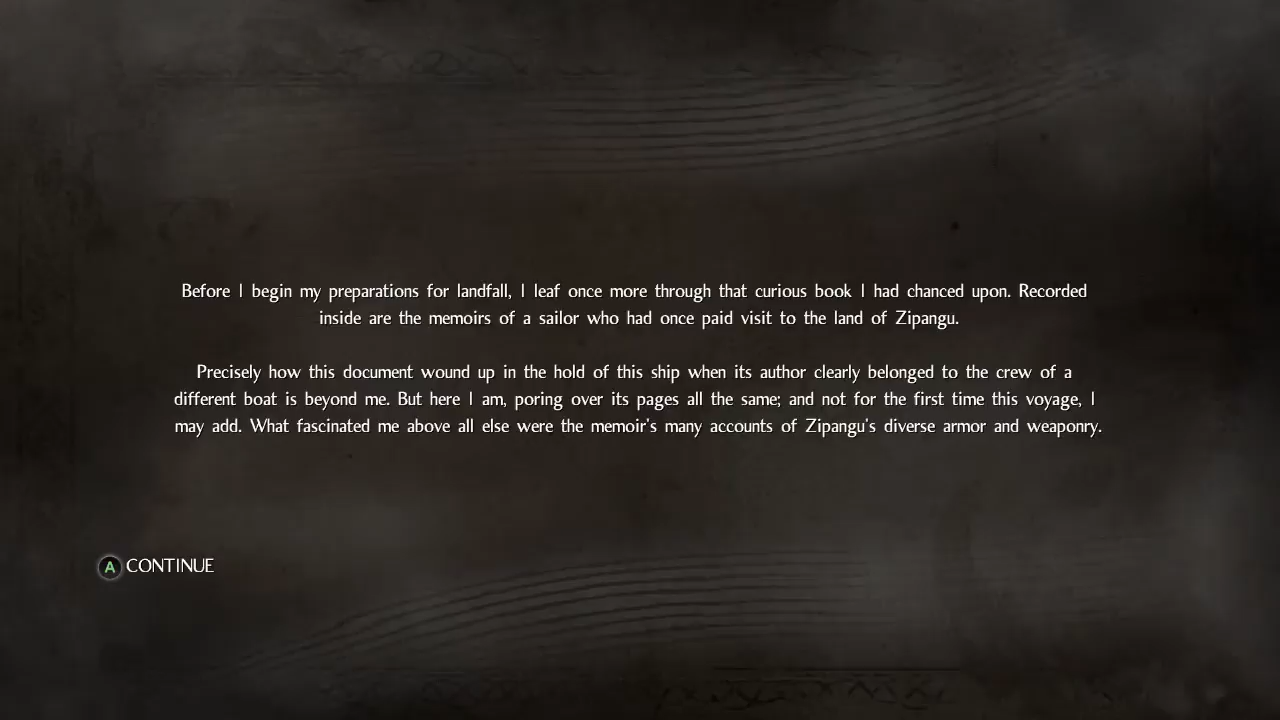 Before I begin my preparations for landfall, I leaf once more through that curious book I had chanced upon. Recorded
inside are the memoirs of a sailor who had once paid visit to the land of Zipangu.
Precisely how this document wound up in the hold of this ship when its author clearly belonged to the crew of a
different boat is beyond me. But here I am, poring over its pages all the same; and not for the first time this voyage, I
may add. What fascinated me above all else were the memoir's many accounts of Zipangu's diverse armor and weaponry.
A CONTINUE